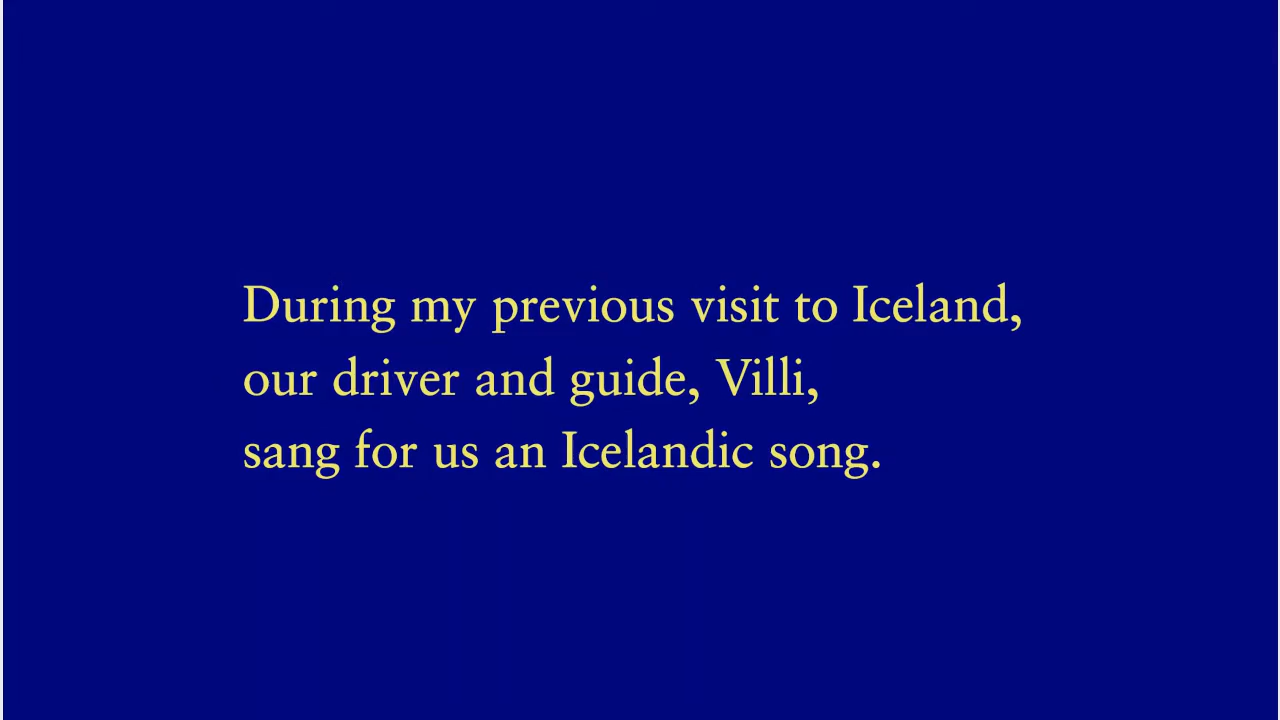 During my previous visit to Iceland,
our driver and guide, Villi,
sang for us an Icelandic song.